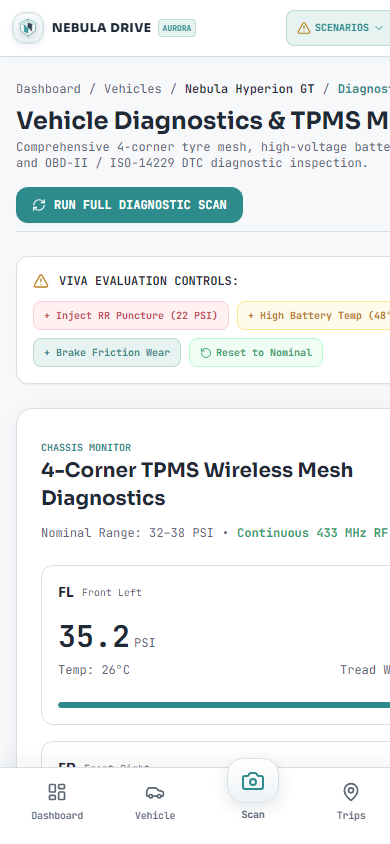 NEBULA DRIVE AURORA SCENARIOS
Dashboard / Vehicles / Nebula Hyperion GT / Diagnos
Vehicle Diagnostics & TPMS M
Comprehensive 4-corner tyre mesh, high-voltage batte
and OBD-II / ISO-14229 DTC diagnostic inspection.
RUN FULL DIAGNOSTIC SCAN
VIVA EVALUATION CONTROLS:
+ Inject RR Puncture (22 PSI) + High Battery Temp (48°
+ Brake Friction Wear Reset to Nominal
CHASSIS MONITOR
4-Corner TPMS Wireless Mesh
Diagnostics
Nominal Range: 32–38 PSI • Continuous 433 MHz RF
FL Front Left
35.2 PSI
Temp: 26°C Tread W
FR Front Right
Dashboard Vehicle Scan Trips